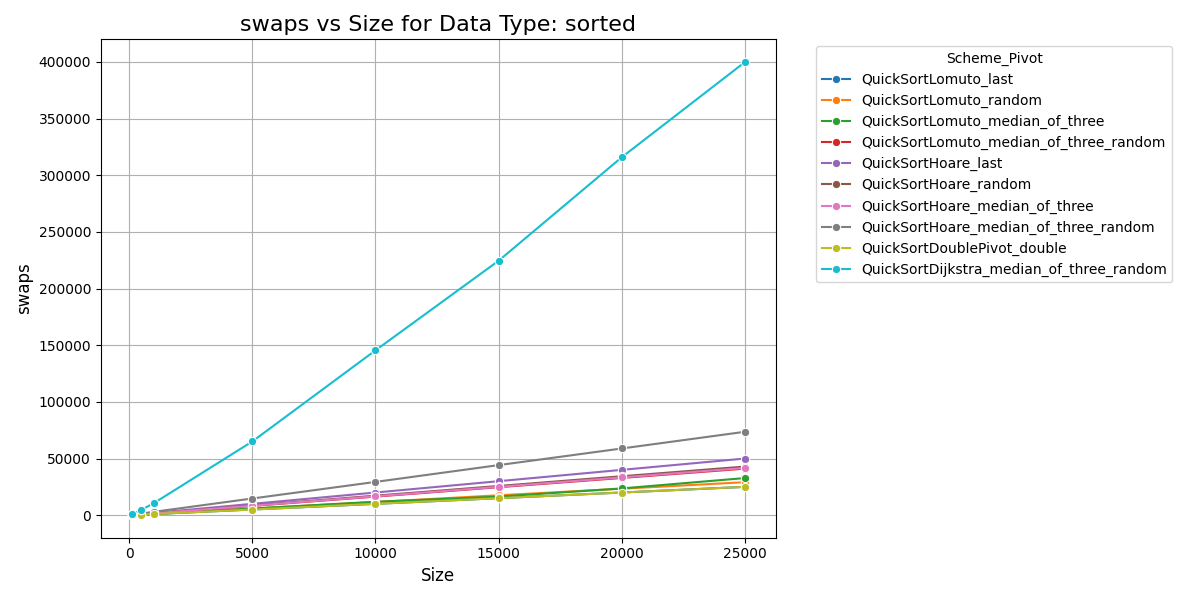 swaps vs Size for Data Type: sorted
400000
350000
300000
250000
200000
150000
100000
50000
0
swaps
0 5000 10000 15000 20000 25000
Size
Scheme_Pivot
QuickSortLomuto_last
QuickSortLomuto_random
QuickSortLomuto_median_of_three
QuickSortLomuto_median_of_three_random
QuickSortHoare_last
QuickSortHoare_random
QuickSortHoare_median_of_three
QuickSortHoare_median_of_three_random
QuickSortDoublePivot_double
QuickSortDijkstra_median_of_three_random